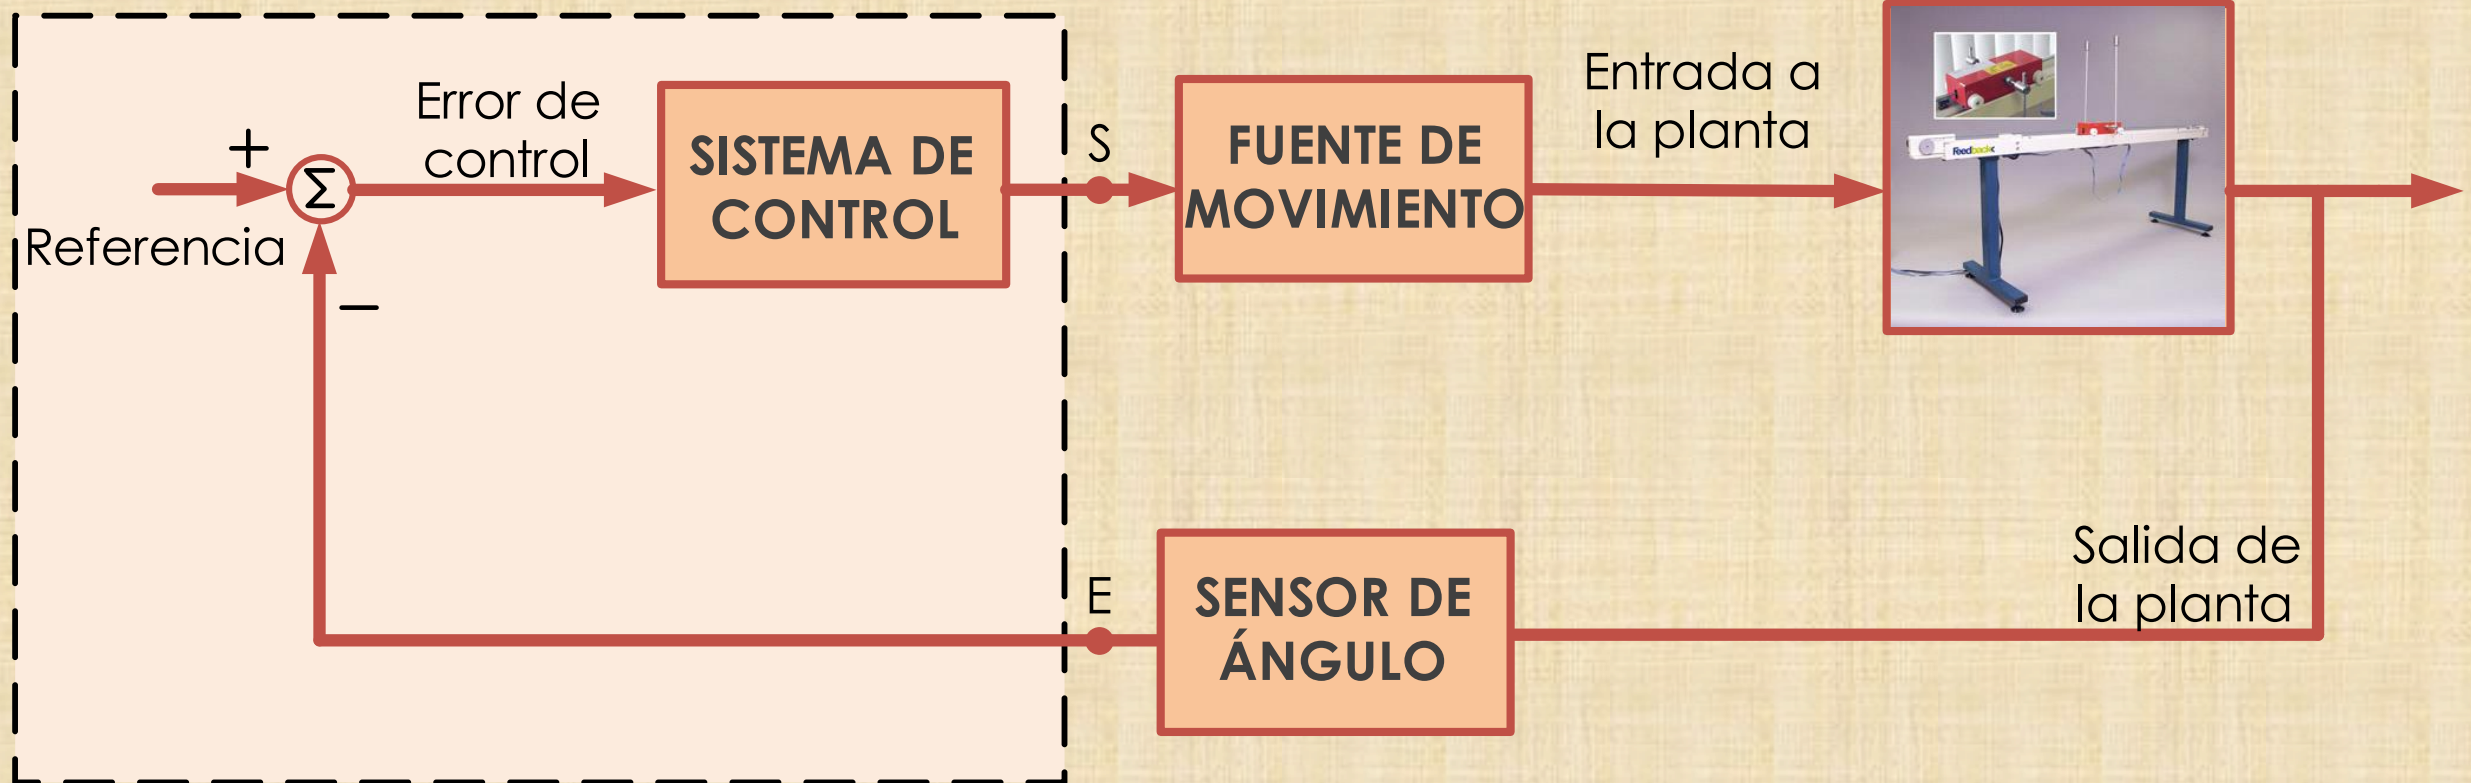 Error de
control
+
Σ
Referencia
−
SISTEMA DE
CONTROL
S
FUENTE DE
MOVIMIENTO
Entrada a
la planta
Feedback
E
SENSOR DE
ÁNGULO
Salida de
la planta